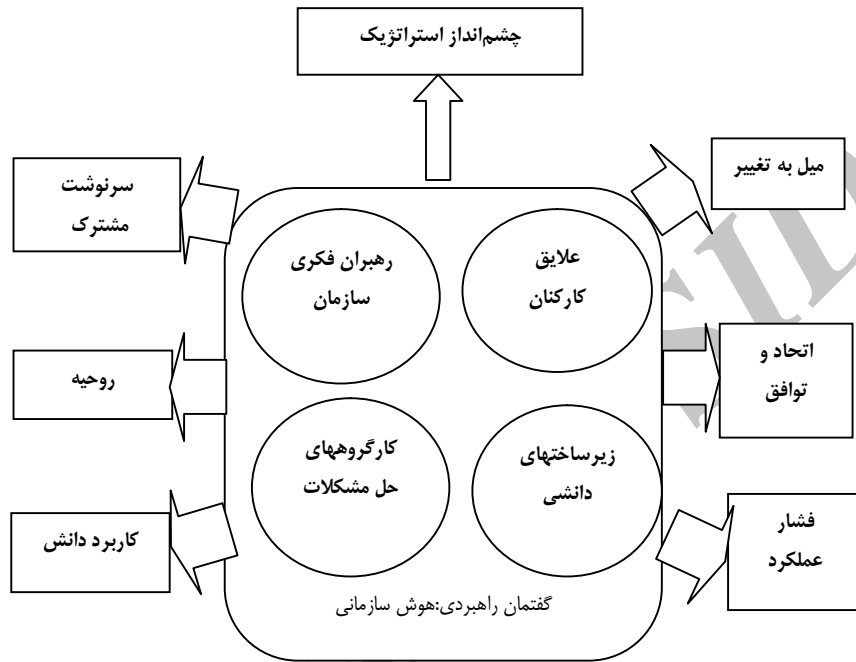 چشم‌انداز استراتژیک
میل به تغییر
سرنوشت
مشترک
علایق
کارکنان
رهبران فکری
سازمان
اتحاد و
توافق
روحیه
زیرساختهای
دانشی
کارگروههای
حل مشکلات
فشار
عملکرد
کاربرد دانش
گفتمان راهبردی:هوش سازمانی
SID